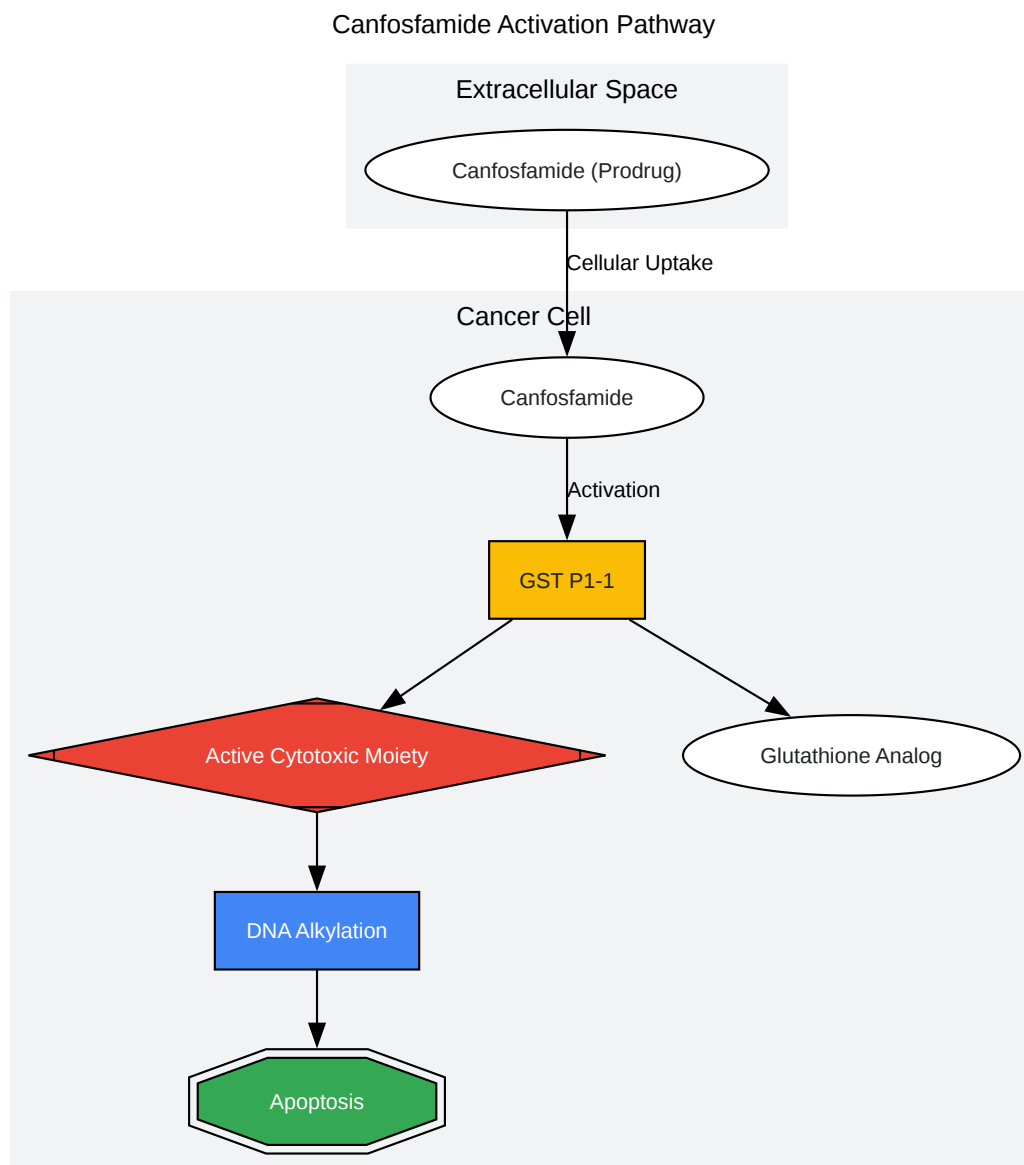 Canfosfamide Activation Pathway
Extracellular Space
Canfosfamide (Prodrug)
Cellular Uptake
Cancer Cell
Canfosfamide
Activation
GST P1-1
Active Cytotoxic Moiety
Glutathione Analog
DNA Alkylation
Apoptosis